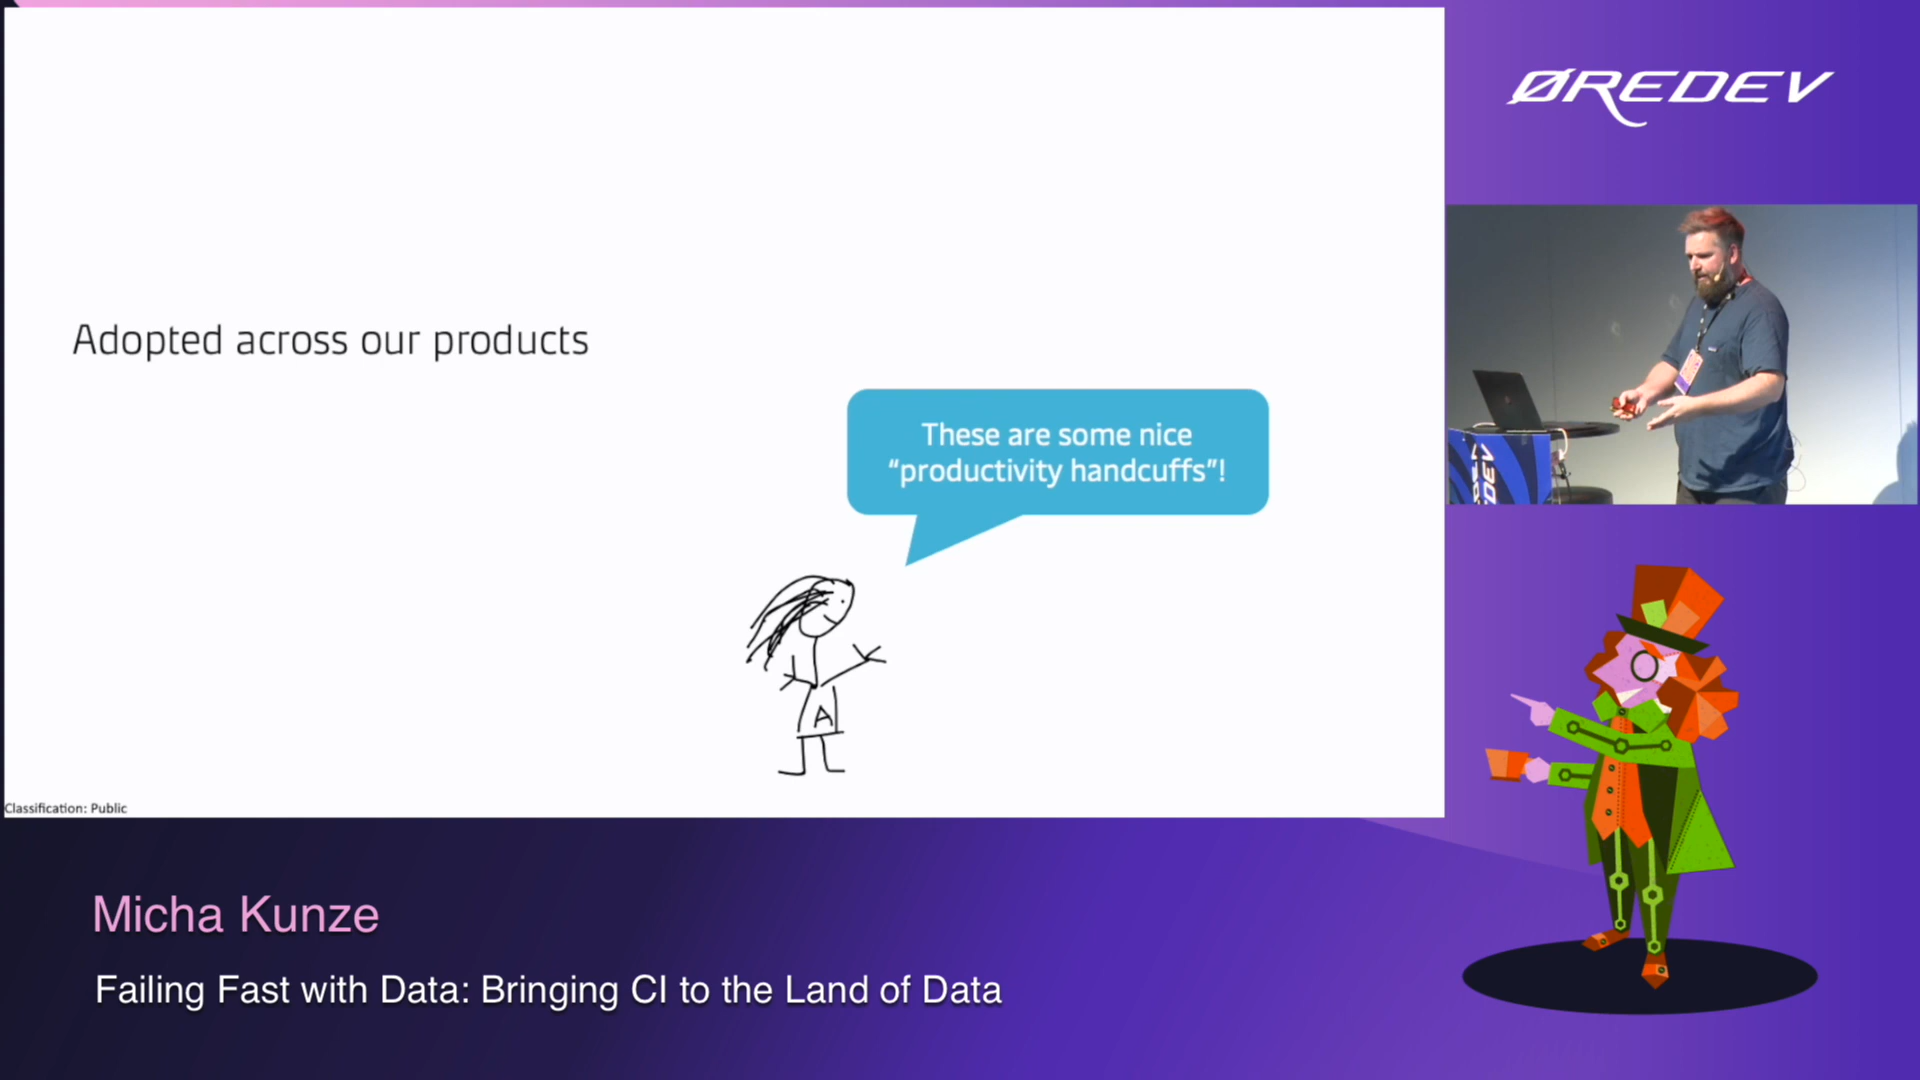 ØREDEV
Adopted across our products
These are some nice
“productivity handcuffs”!
A
Classification: Public
Micha Kunze
Failing Fast with Data: Bringing CI to the Land of Data